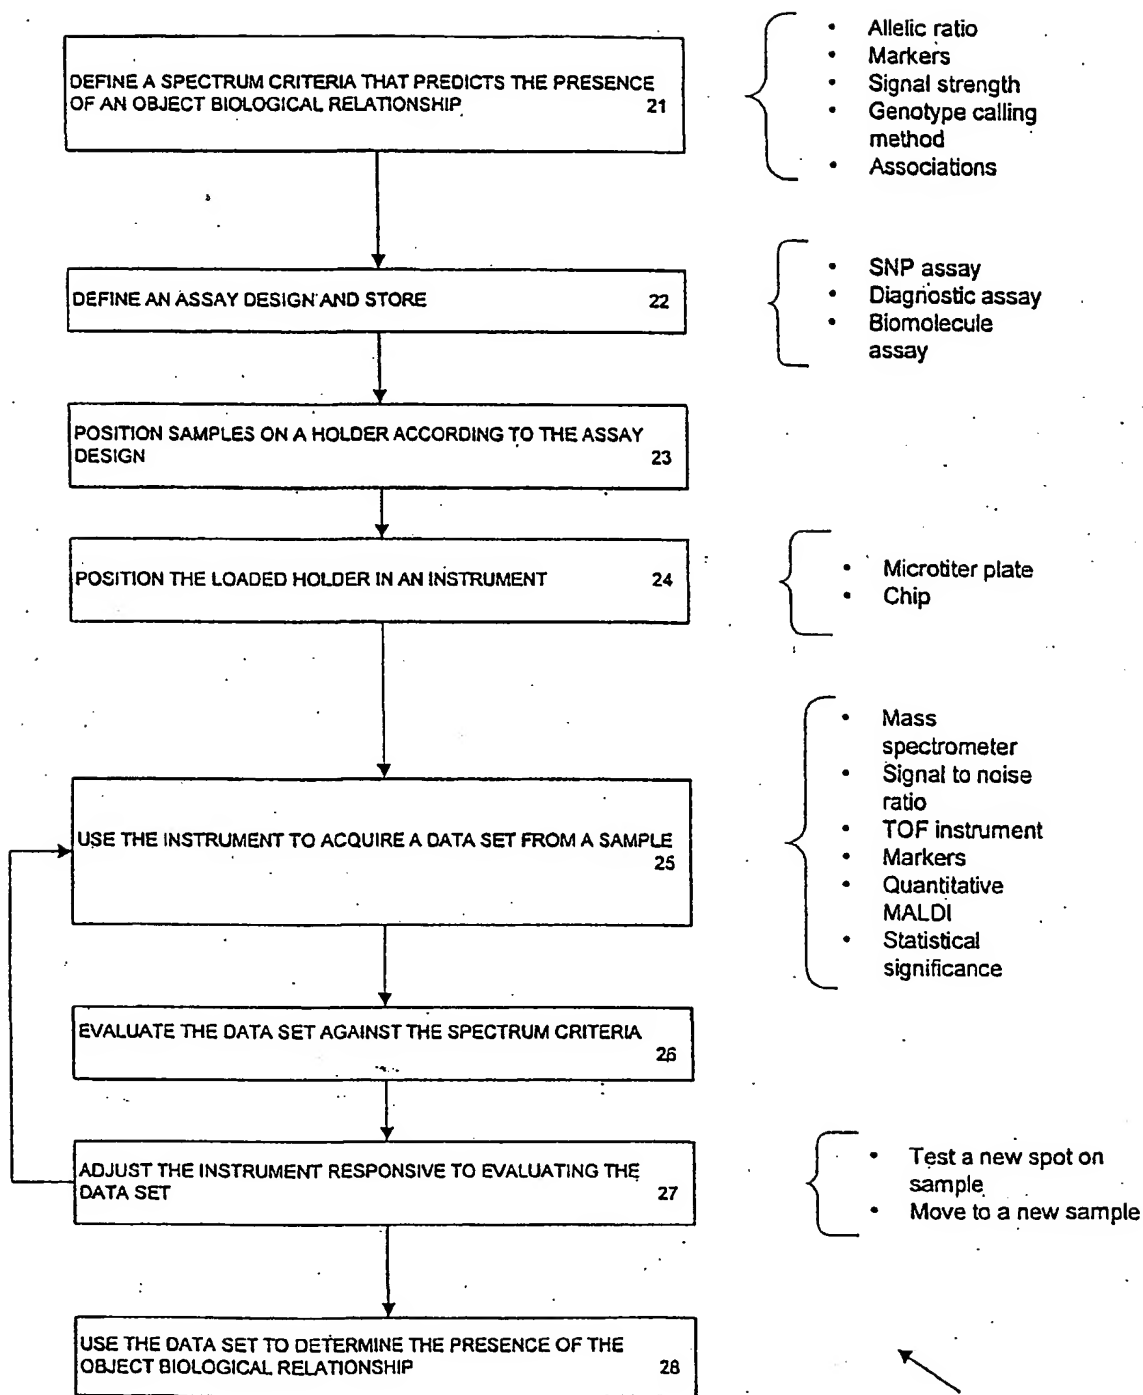 DEFINE A SPECTRUM CRITERIA THAT PREDICTS THE PRESENCE
OF AN OBJECT BIOLOGICAL RELATIONSHIP 21
• Allelic ratio
• Markers
• Signal strength
• Genotype calling
method
• Associations
DEFINE AN ASSAY DESIGN AND STORE 22
• SNP assay
• Diagnostic assay
• Biomolecule
assay
POSITION SAMPLES ON A HOLDER ACCORDING TO THE ASSAY
DESIGN 23
POSITION THE LOADED HOLDER IN AN INSTRUMENT 24
• Microtiter plate
• Chip
USE THE INSTRUMENT TO ACQUIRE A DATA SET FROM A SAMPLE
25
• Mass
spectrometer
• Signal to noise
ratio
• TOF instrument
• Markers
• Quantitative
MALDI
• Statistical
significance
EVALUATE THE DATA SET AGAINST THE SPECTRUM CRITERIA
26
ADJUST THE INSTRUMENT RESPONSIVE TO EVALUATING THE
DATA SET 27
• Test a new spot on
sample
• Move to a new sample
USE THE DATA SET TO DETERMINE THE PRESENCE OF THE
OBJECT BIOLOGICAL RELATIONSHIP 28